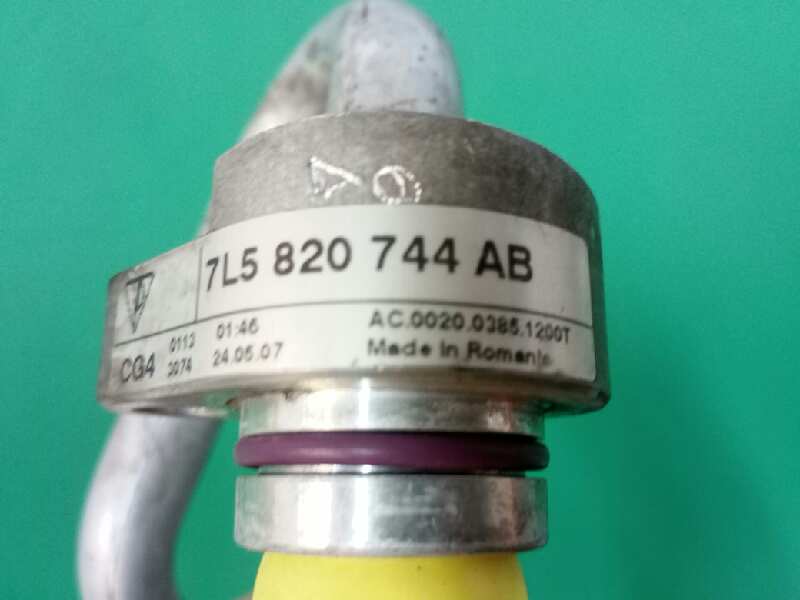 7L5 820 744 AB
CG4
0113
3074
01:46
24.05.07
AC.0020.0385.1200T
Made in Romania